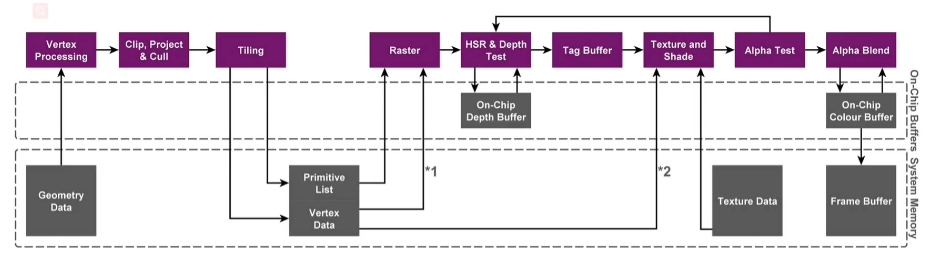 Vertex
Processing
Clip, Project
& Cull
Tiling
Raster
HSR & Depth
Test
Tag Buffer
Texture and
Shade
Alpha Test
Alpha Blend
On-Chip
Depth Buffer
On-Chip
Colour Buffer
On-Chip Buffers
Geometry
Data
Primitive
List
Vertex
Data
*1
*2
Texture Data
Frame Buffer
System Memory